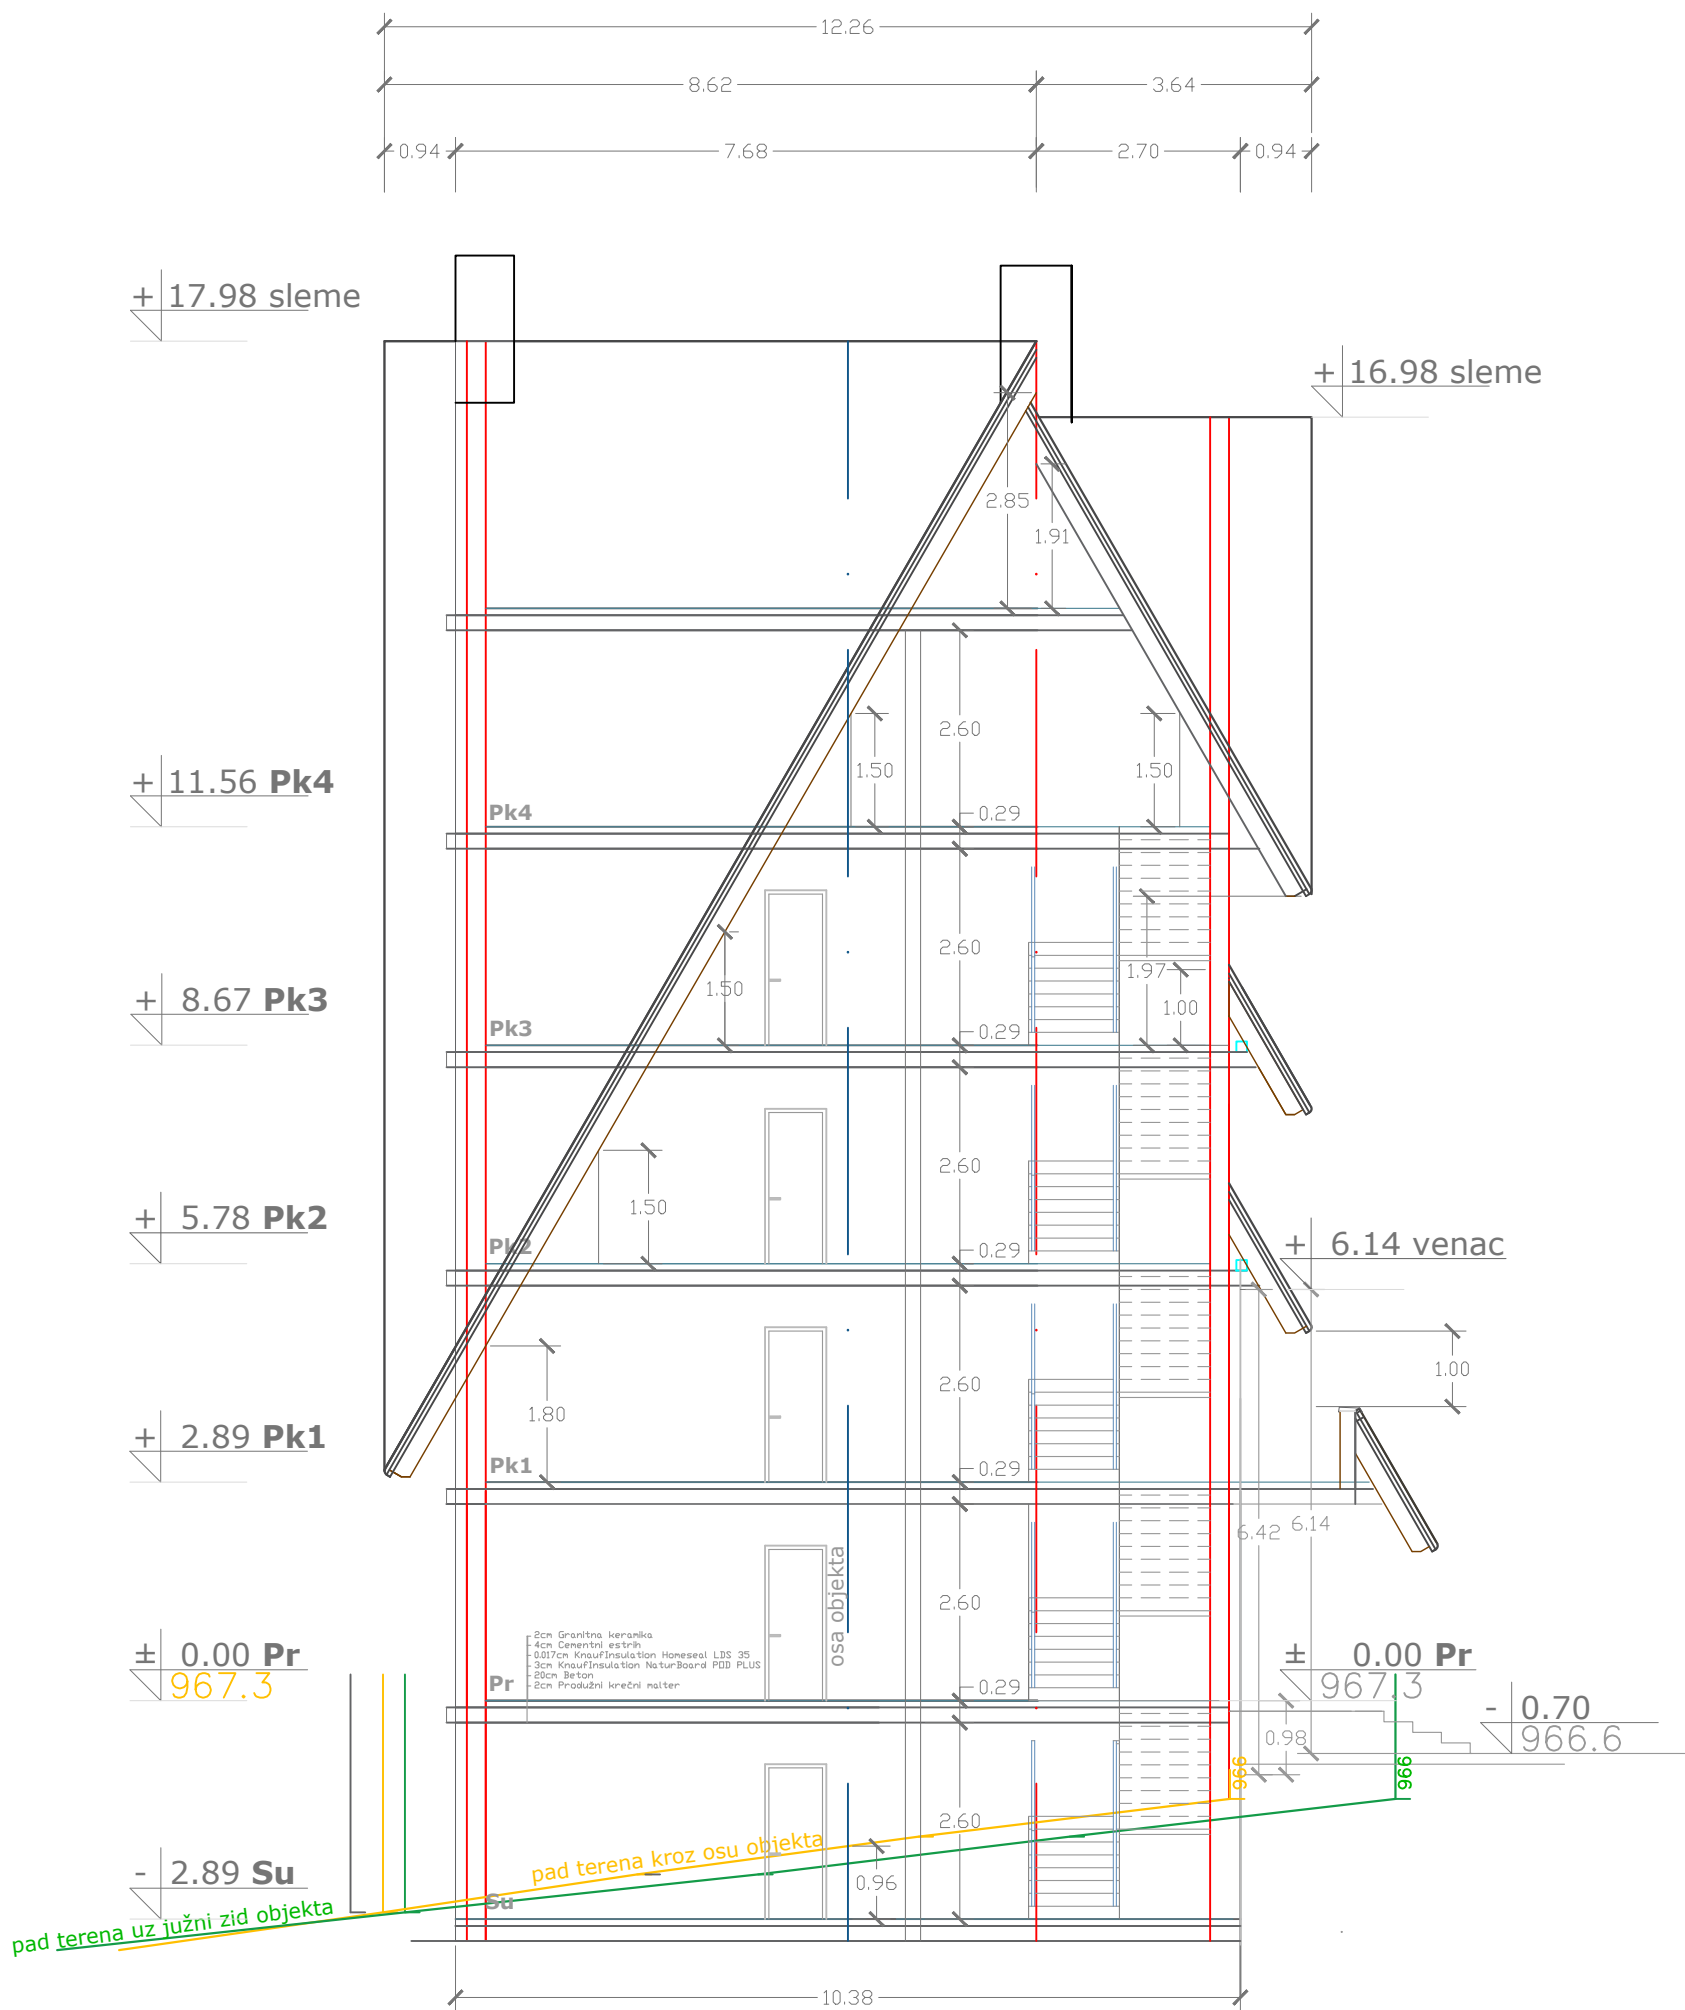 12.26
8.62
3.64
0.94
7.68
2.70
0.94
+ 17.98 sleme
+ 16.98 sleme
2.85
1.91
2.60
1.50
1.50
+ 11.56 Pk4
Pk4
0.29
2.60
1.97
1.50
1.00
+ 8.67 Pk3
Pk3
0.29
2.60
1.50
+ 5.78 Pk2
Pk2
0.29
+ 6.14 venac
1.00
2.60
1.80
+ 2.89 Pk1
Pk1
0.29
6.42
6.14
2.60
osa objekta
2cm Granitna keramika
4cm Cementni estrih
0.017cm KnaufInsulation Homeseal LDS 35
3cm KnaufInsulation NaturBoard POD PLUS
20cm Beton
2cm Produžni krečni malter
± 0.00 Pr
967.3
Pr
0.29
± 0.00 Pr
967.3
- 0.70
966.6
0.98
966
966
2.60
pad terena kroz osu objekta
0.96
- 2.89 Su
Su
pad terena uz južni zid objekta
10.38